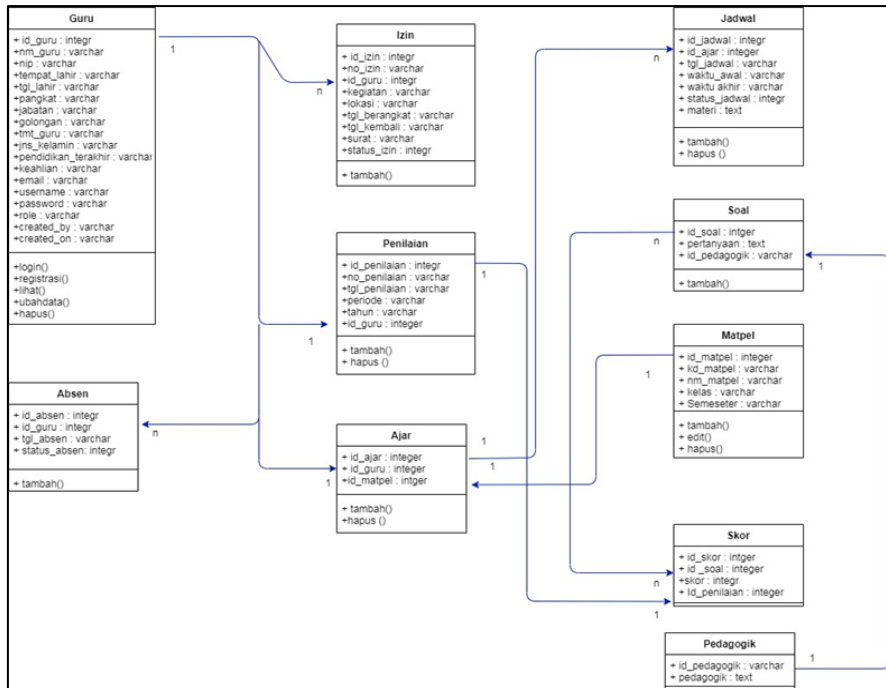 Guru
+ id_guru : integr
+nm_guru : varchar
+nip : varchar
+tempat_lahir : varchar
+tgl_lahir : varchar
+pangkat : varchar
+jabatan : varchar
+golongan : varchar
+tmt_guru : varchar
+jns_kelamin : varchar
+pendidikan_terakhir : varchar
+keahlian : varchar
+email : varchar
+username : varchar
+password : varchar
+role : varchar
+created_by : varchar
+created_on : varchar
+login()
+registrasi()
+lihat()
+ubahdata()
+hapus()
1
Izin
+ id_izin : integr
+no_izin : varchar
+id_guru : integr
+kegiatan : varchar
+lokasi : varchar
+tgl_berangkat : varchar
+tgl_kembali : varchar
+surat : varchar
+status_izin : integr
+ tambah()
n
Jadwal
+id_jadwal : integr
+id_ajar : integer
+tgl_jadwal : varchar
+waktu_awal : varchar
+waktu akhir : varchar
+status_jadwal : integr
+ materi : text
+ tambah()
+ hapus ()
n
Penilaian
+ id_penilaian : integr
+no_penilaian : varchar
+tgl_penilaian : varchar
+periode : varchar
+tahun : varchar
+id_guru : integer
+ tambah()
+ hapus ()
1
1
Soal
+ id_soal : intger
+ pertanyaan : text
+ id_pedagogik : varchar
+ tambah()
n
1
Matpel
+ id_matpel : integer
+ kd_matpel : varchar
+ nm_matpel : varchar
+ kelas : varchar
+ Semeseter : varchar
+ tambah()
+ edit()
+ hapus()
1
Absen
+ id_absen : integr
+ id_guru : integr
+ tgl_absen : varchar
+ status_absen: integr
+ tambah()
n
Ajar
+ id_ajar : integer
+ id_guru : integer
+id_matpel : intger
+ tambah()
+hapus ()
1
1
1
Skor
+ id_skor : intger
+ id _soal : integer
+skor : integr
+ Id_penilaian : integer
n
1
Pedagogik
+ id_pedagogik : varchar
+ pedagogik : text
1